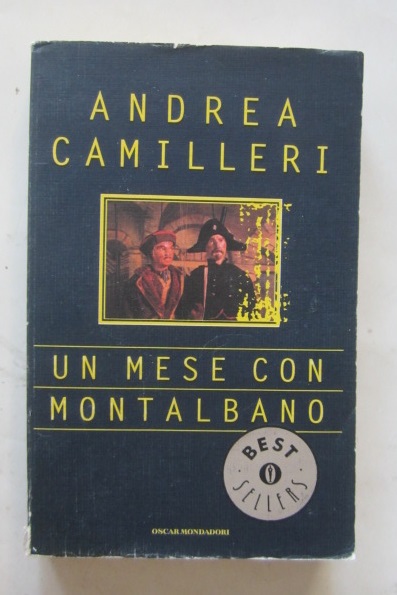 ANDREA
CAMILLERI
UN MESE CON
MONTALBANO
BEST
SELLERS
OSCAR MONDADORI